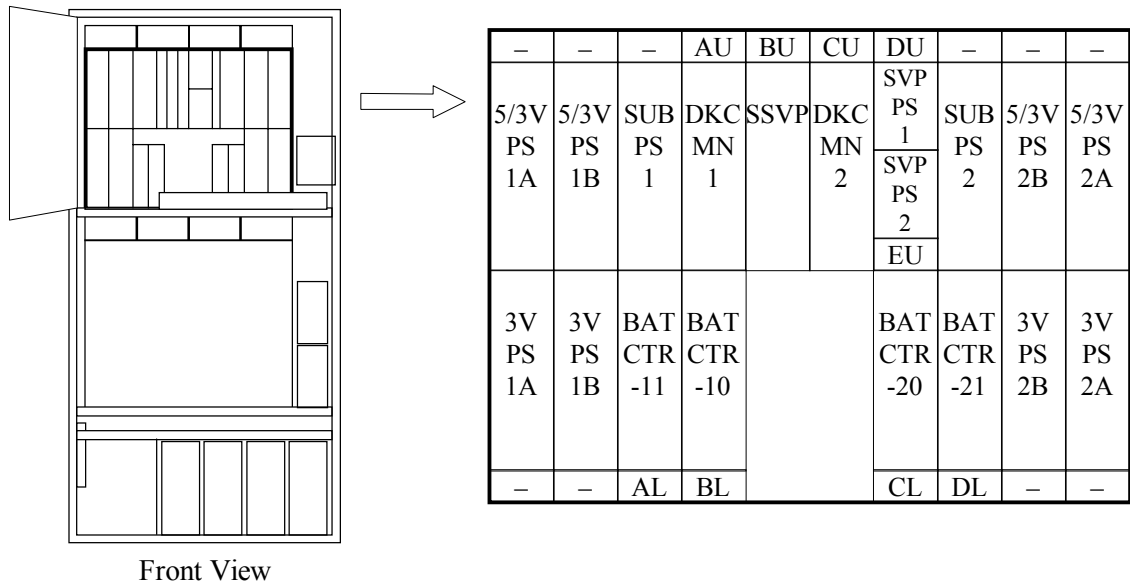 – – – AU BU CU DU – – –
5/3V PS 1A
5/3V PS 1B
SUB PS 1
DKC MN 1
SSVP
DKC MN 2
SVP PS 1
SVP PS 2
EU
SUB PS 2
5/3V PS 2B
5/3V PS 2A
3V PS 1A
3V PS 1B
BAT CTR -11
BAT CTR -10
BAT CTR -20
BAT CTR -21
3V PS 2B
3V PS 2A
– – AL BL CL DL – –
Front View